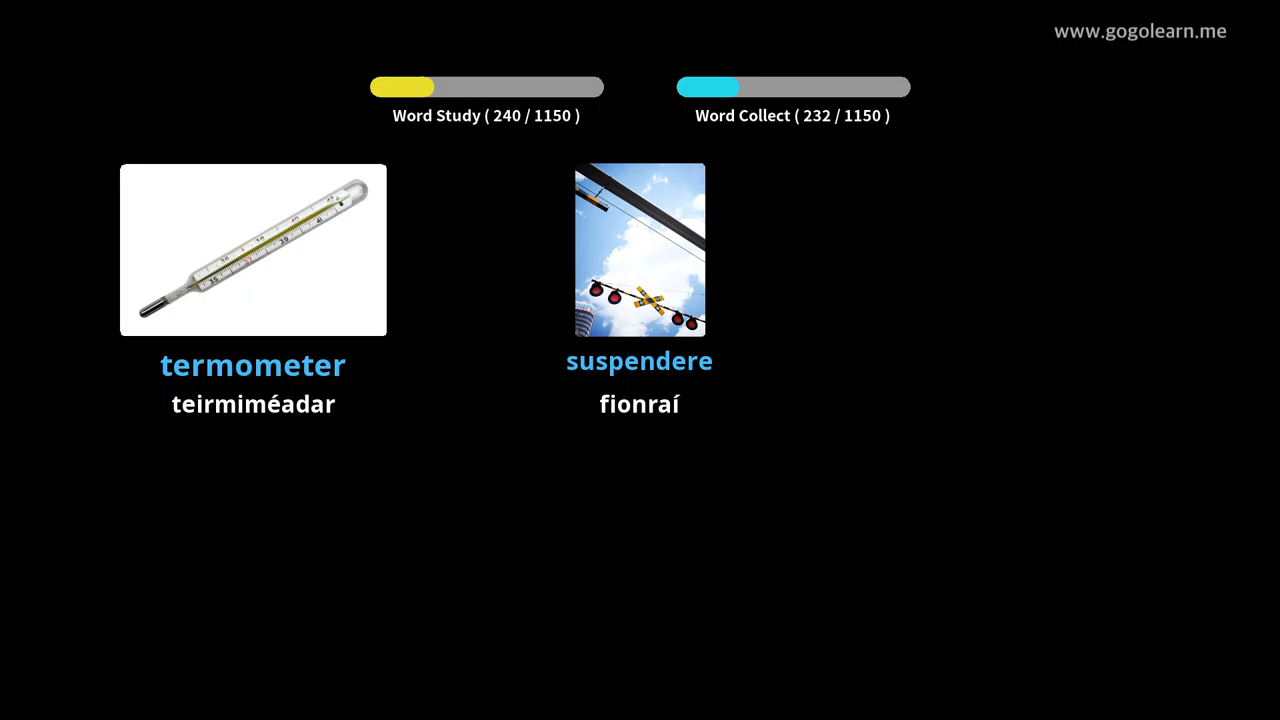 www.gogolearn.me
Word Study ( 240 / 1150 )
Word Collect ( 232 / 1150 )
termometer
teirmiméadar
suspendere
fionraí